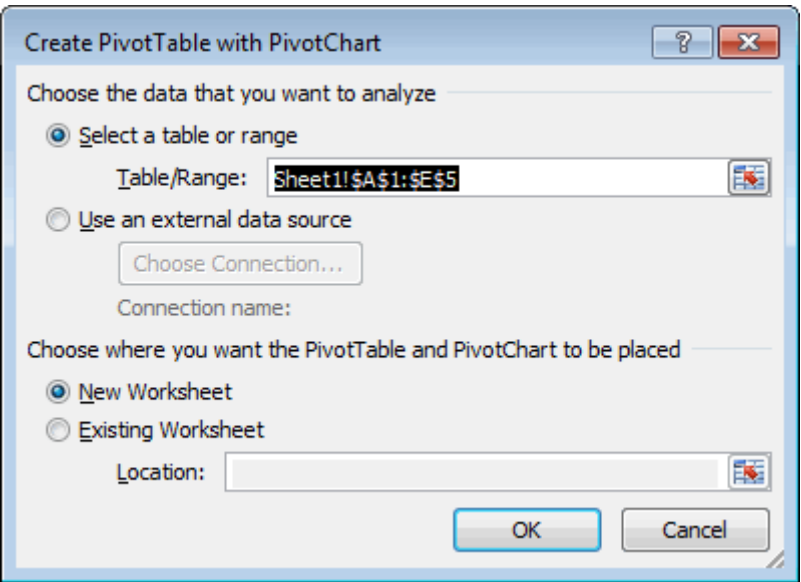 Create PivotTable with PivotChart
?
Choose the data that you want to analyze
Select a table or range
Table/Range: Sheet1!$A$1:$E$5
Use an external data source
Choose Connection...
Connection name:
Choose where you want the PivotTable and PivotChart to be placed
New Worksheet
Existing Worksheet
Location:
OK Cancel